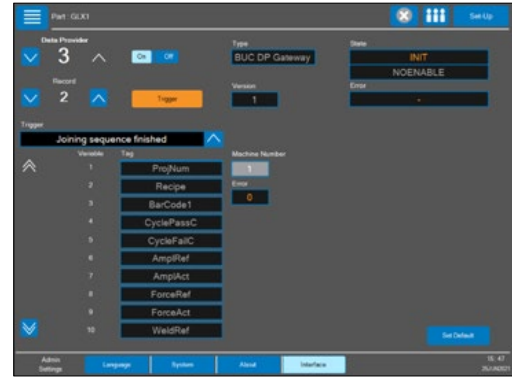 Part : GLX1
Set-Up
Data Provider
3
On Off
Type
BUC DP Gateway
State
INIT
NOENABLE
Record
2
Trigger
Version
1
Error
-
Trigger
Joining sequence finished
Variable Tag
Machine Number
1
Error
0
1 ProjNum
2 Recipe
3 BarCode1
4 CyclePassC
5 CycleFailC
6 AmplRef
7 AmplAct
8 ForceRef
9 ForceAct
10 WeldRef
Set Default
Admin
Settings
Language
System
About
Interface
15: 47
25/JUN/2021